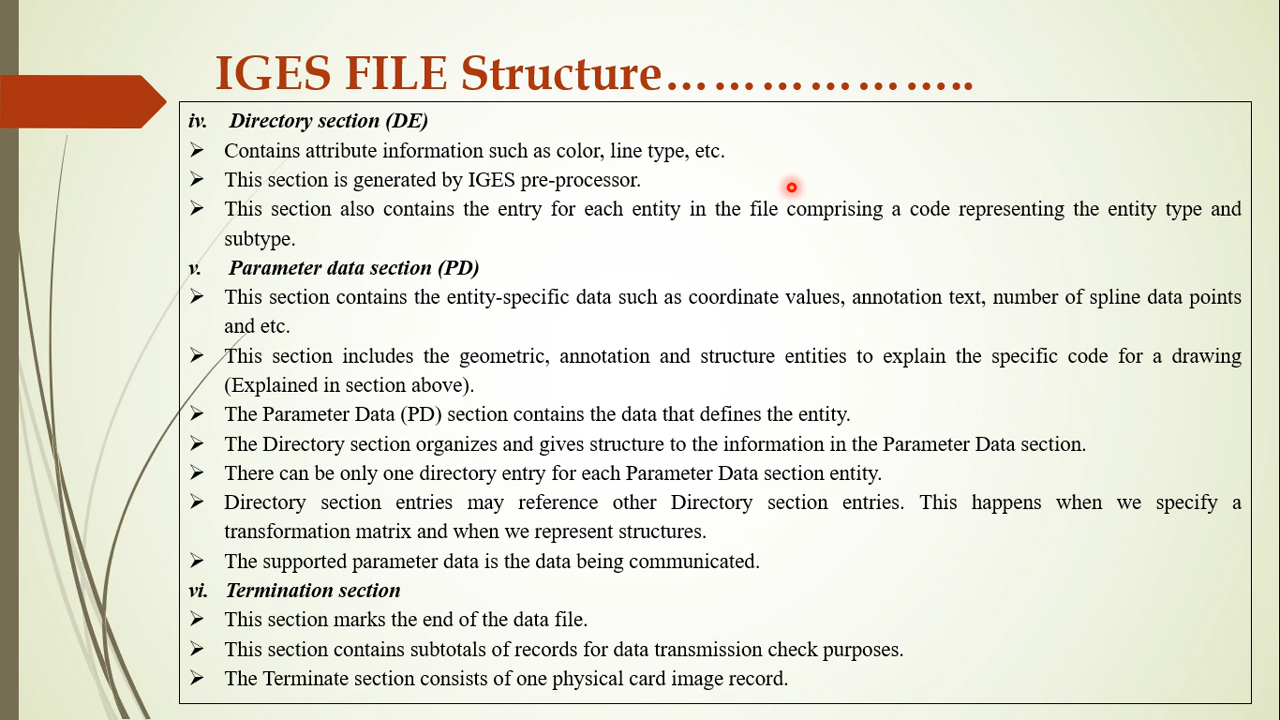 IGES FILE Structure………………..
iv. Directory section (DE)
➢ Contains attribute information such as color, line type, etc.
➢ This section is generated by IGES pre-processor.
➢ This section also contains the entry for each entity in the file comprising a code representing the entity type and
subtype.
v. Parameter data section (PD)
➢ This section contains the entity-specific data such as coordinate values, annotation text, number of spline data points
and etc.
➢ This section includes the geometric, annotation and structure entities to explain the specific code for a drawing
(Explained in section above).
➢ The Parameter Data (PD) section contains the data that defines the entity.
➢ The Directory section organizes and gives structure to the information in the Parameter Data section.
➢ There can be only one directory entry for each Parameter Data section entity.
➢ Directory section entries may reference other Directory section entries. This happens when we specify a
transformation matrix and when we represent structures.
➢ The supported parameter data is the data being communicated.
vi. Termination section
➢ This section marks the end of the data file.
➢ This section contains subtotals of records for data transmission check purposes.
➢ The Terminate section consists of one physical card image record.